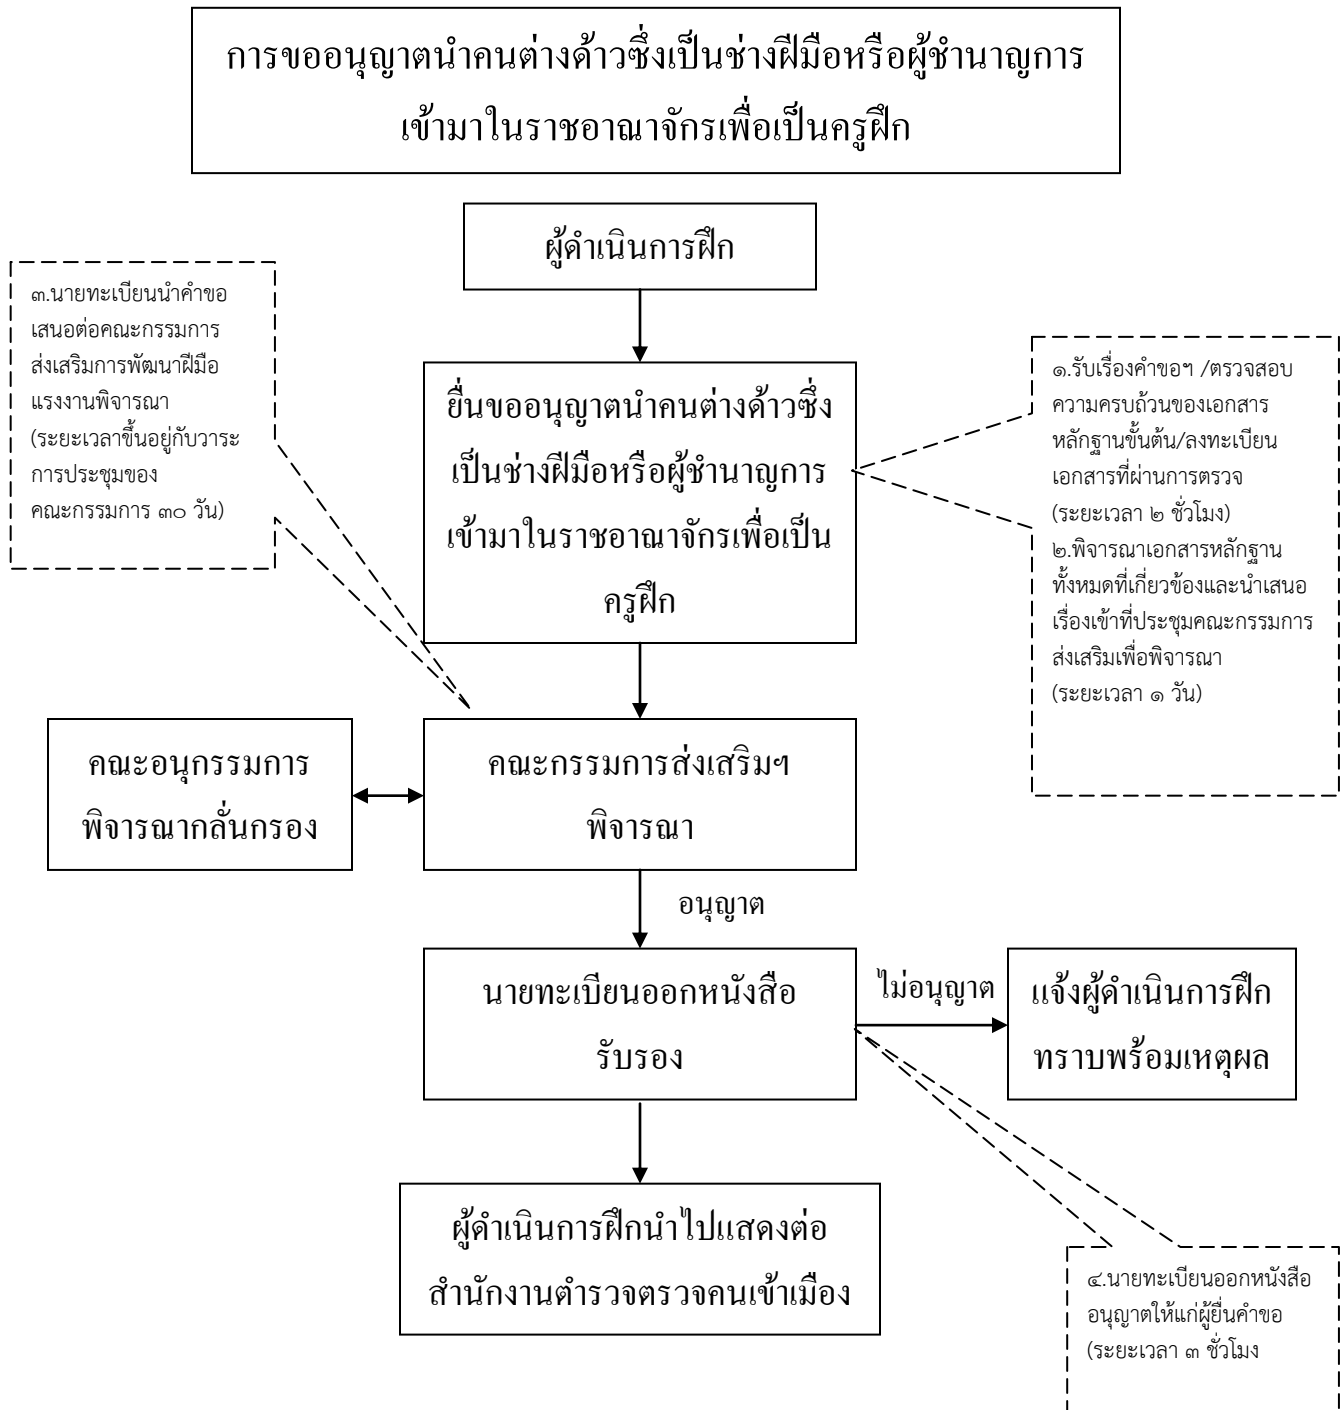 การขออนุญาตนำคนต่างด้าวซึ่งเป็นช่างฝีมือหรือผู้ชำนาญการ
เข้ามาในราชอาณาจักรเพื่อเป็นครูฝึก
ผู้ดำเนินการฝึก
๓.นายทะเบียนนำคำขอ
เสนอต่อคณะกรรมการ
ส่งเสริมการพัฒนาฝีมือ
แรงงานพิจารณา
(ระยะเวลาขึ้นอยู่กับวาระ
การประชุมของ
คณะกรรมการ ๓๐ วัน)
ยื่นขออนุญาตนำคนต่างด้าวซึ่ง
เป็นช่างฝีมือหรือผู้ชำนาญการ
เข้ามาในราชอาณาจักรเพื่อเป็น
ครูฝึก
๑.รับเรื่องคำขอฯ /ตรวจสอบ
ความครบถ้วนของเอกสาร
หลักฐานขั้นต้น/ลงทะเบียน
เอกสารที่ผ่านการตรวจ
(ระยะเวลา ๒ ชั่วโมง)
๒.พิจารณาเอกสารหลักฐาน
ทั้งหมดที่เกี่ยวข้องและนำเสนอ
เรื่องเข้าที่ประชุมคณะกรรมการ
ส่งเสริมเพื่อพิจารณา
(ระยะเวลา ๑ วัน)
คณะอนุกรรมการ
พิจารณากลั่นกรอง
คณะกรรมการส่งเสริมฯ
พิจารณา
อนุญาต
นายทะเบียนออกหนังสือ
รับรอง
ไม่อนุญาต
แจ้งผู้ดำเนินการฝึก
ทราบพร้อมเหตุผล
ผู้ดำเนินการฝึกนำไปแสดงต่อ
สำนักงานตำรวจตรวจคนเข้าเมือง
๔.นายทะเบียนออกหนังสือ
อนุญาตให้แก่ผู้ยื่นคำขอ
(ระยะเวลา ๓ ชั่วโมง